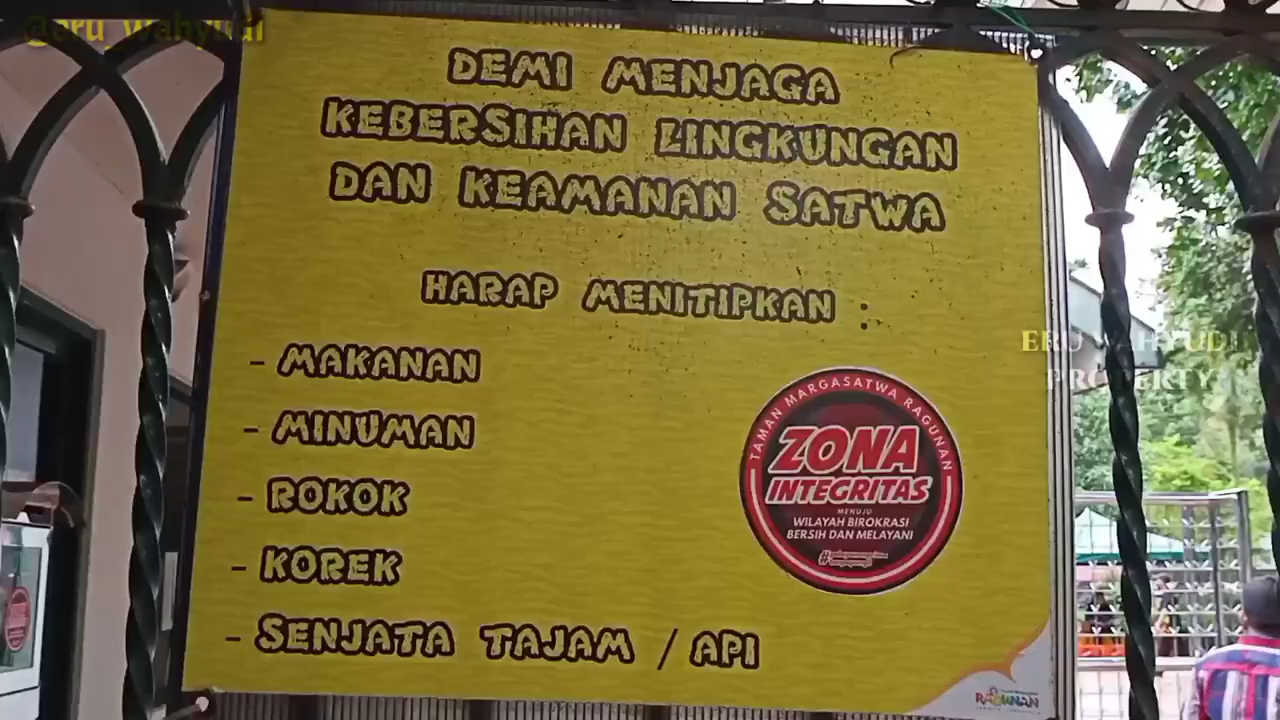 @eru_wahyudi
DEMI MENJAGA
KEBERSIHAN LINGKUNGAN
DAN KEAMANAN SATWA
HARAP MENITIPKAN :
- MAKANAN
- MINUMAN
- ROKOK
- KOREK
- SENJATA TAJAM / API
TAMAN MARGASATWA RAGUNAN
ZONA
INTEGRITAS
MENUJU
WILAYAH BIROKRASI
BERSIH DAN MELAYANI
ERU WAHYUDI
PROPERTY
RAGUNAN